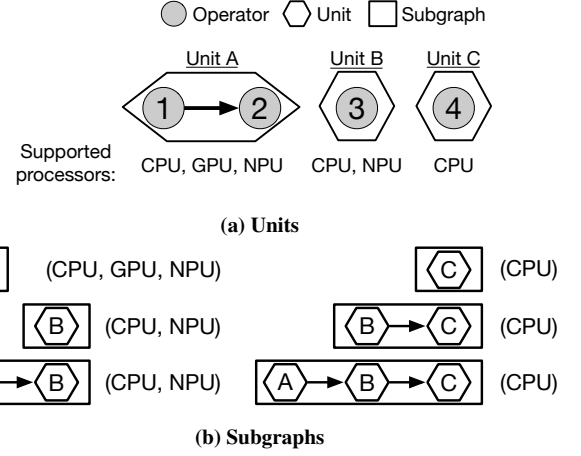 Operator Unit Subgraph
Unit A Unit B Unit C
1 2 3 4
Supported
processors:
CPU, GPU, NPU CPU, NPU CPU
(a) Units
(CPU, GPU, NPU) C (CPU)
B (CPU, NPU) B C (CPU)
B (CPU, NPU) A B C (CPU)
(b) Subgraphs